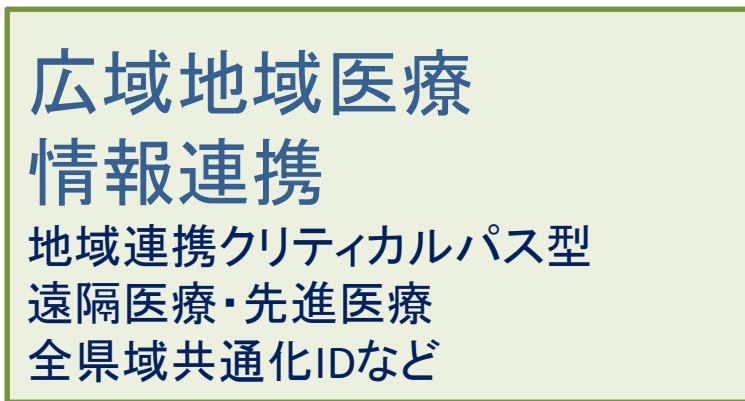 広域地域医療
情報連携
地域連携クリティカルパス型
遠隔医療・先進医療
全県域共通化IDなど